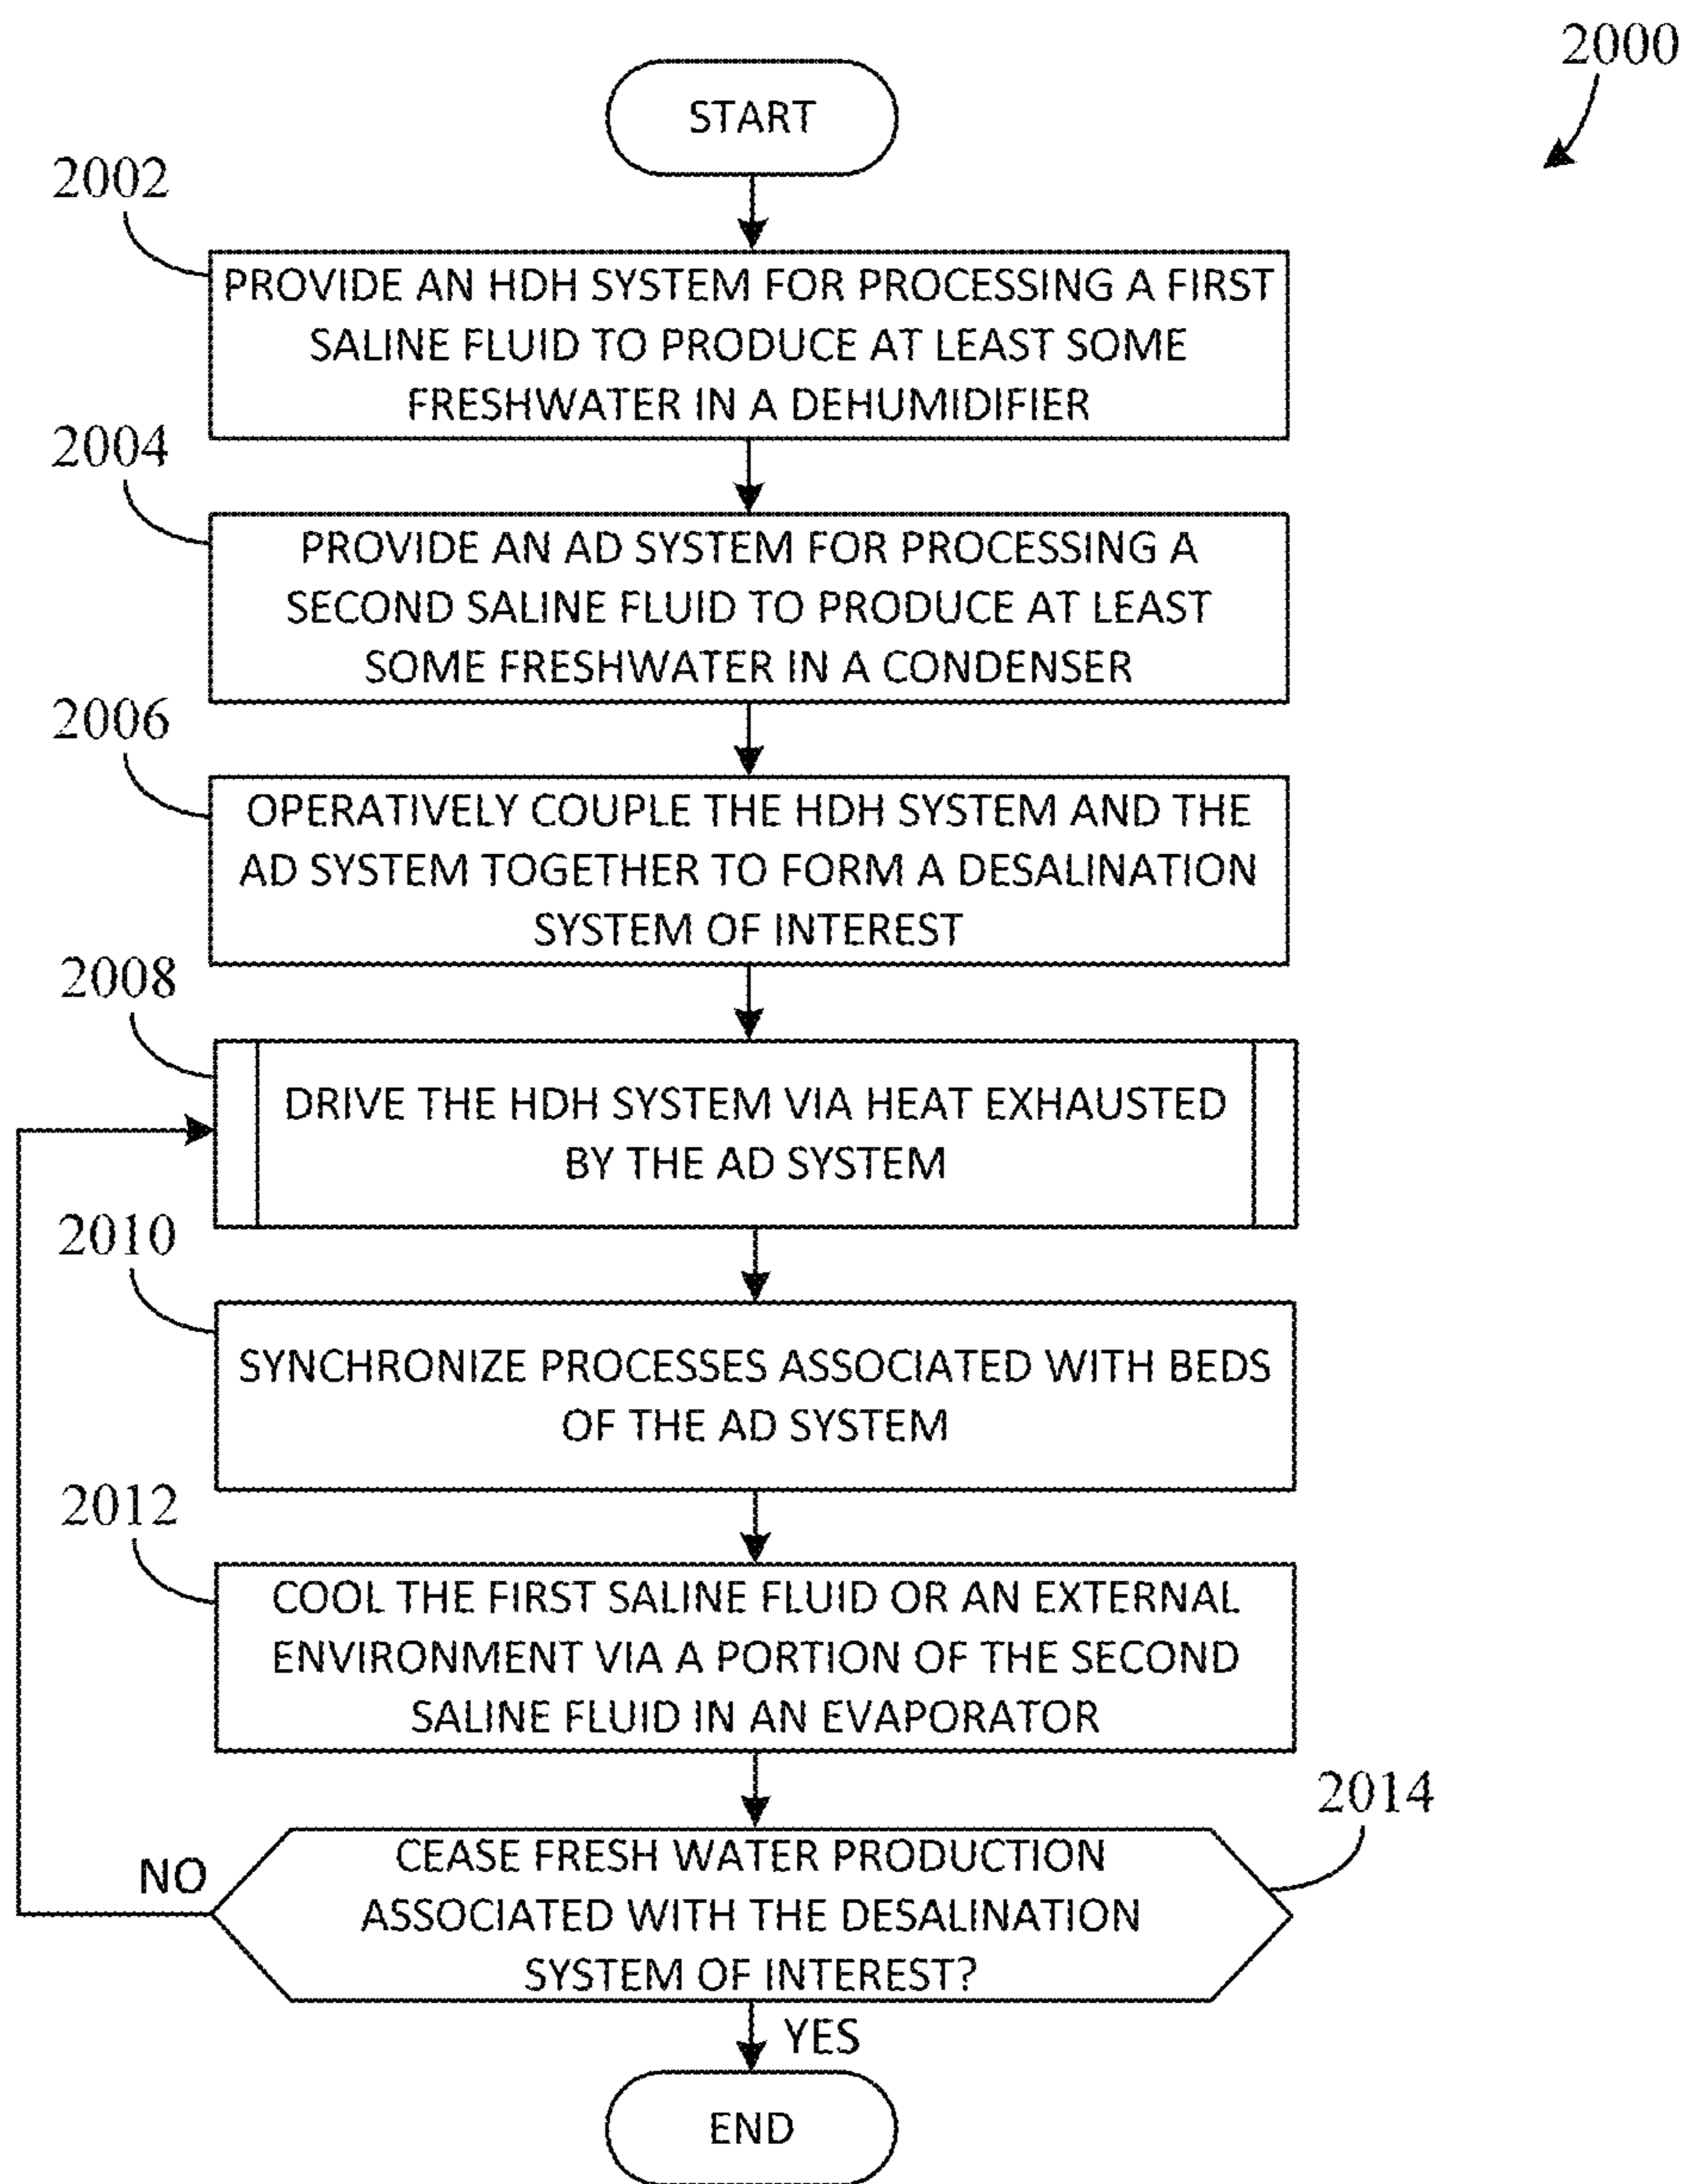 2000
START
2002
PROVIDE AN HDH SYSTEM FOR PROCESSING A FIRST
SALINE FLUID TO PRODUCE AT LEAST SOME
FRESHWATER IN A DEHUMIDIFIER
2004
PROVIDE AN AD SYSTEM FOR PROCESSING A
SECOND SALINE FLUID TO PRODUCE AT LEAST
SOME FRESHWATER IN A CONDENSER
2006
OPERATIVELY COUPLE THE HDH SYSTEM AND THE
AD SYSTEM TOGETHER TO FORM A DESALINATION
SYSTEM OF INTEREST
2008
DRIVE THE HDH SYSTEM VIA HEAT EXHAUSTED
BY THE AD SYSTEM
2010
SYNCHRONIZE PROCESSES ASSOCIATED WITH BEDS
OF THE AD SYSTEM
2012
COOL THE FIRST SALINE FLUID OR AN EXTERNAL
ENVIRONMENT VIA A PORTION OF THE SECOND
SALINE FLUID IN AN EVAPORATOR
2014
CEASE FRESH WATER PRODUCTION
ASSOCIATED WITH THE DESALINATION
SYSTEM OF INTEREST?
NO
YES
END